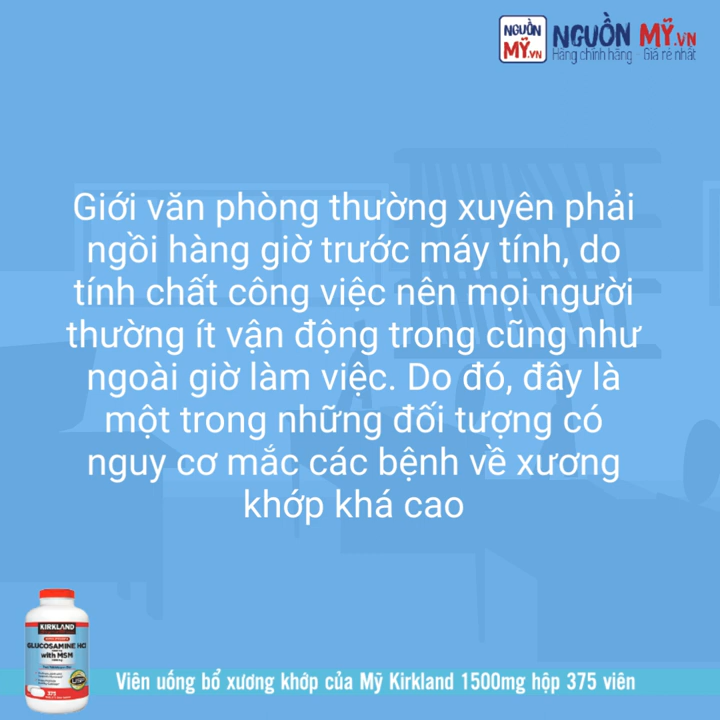 NGUỒN
MỸ.VN
NGUỒN MỸ.VN
Hàng chính hãng - Giá rẻ nhất
Giới văn phòng thường xuyên phải
ngồi hàng giờ trước máy tính, do
tính chất công việc nên mọi người
thường ít vận động trong cũng như
ngoài giờ làm việc. Do đó, đây là
một trong những đối tượng có
nguy cơ mắc các bệnh về xương
khớp khá cao
KIRKLAND
GLUCOSAMINE HCI
with MSM
375
Viên uống bổ xương khớp của Mỹ Kirkland 1500mg hộp 375 viên